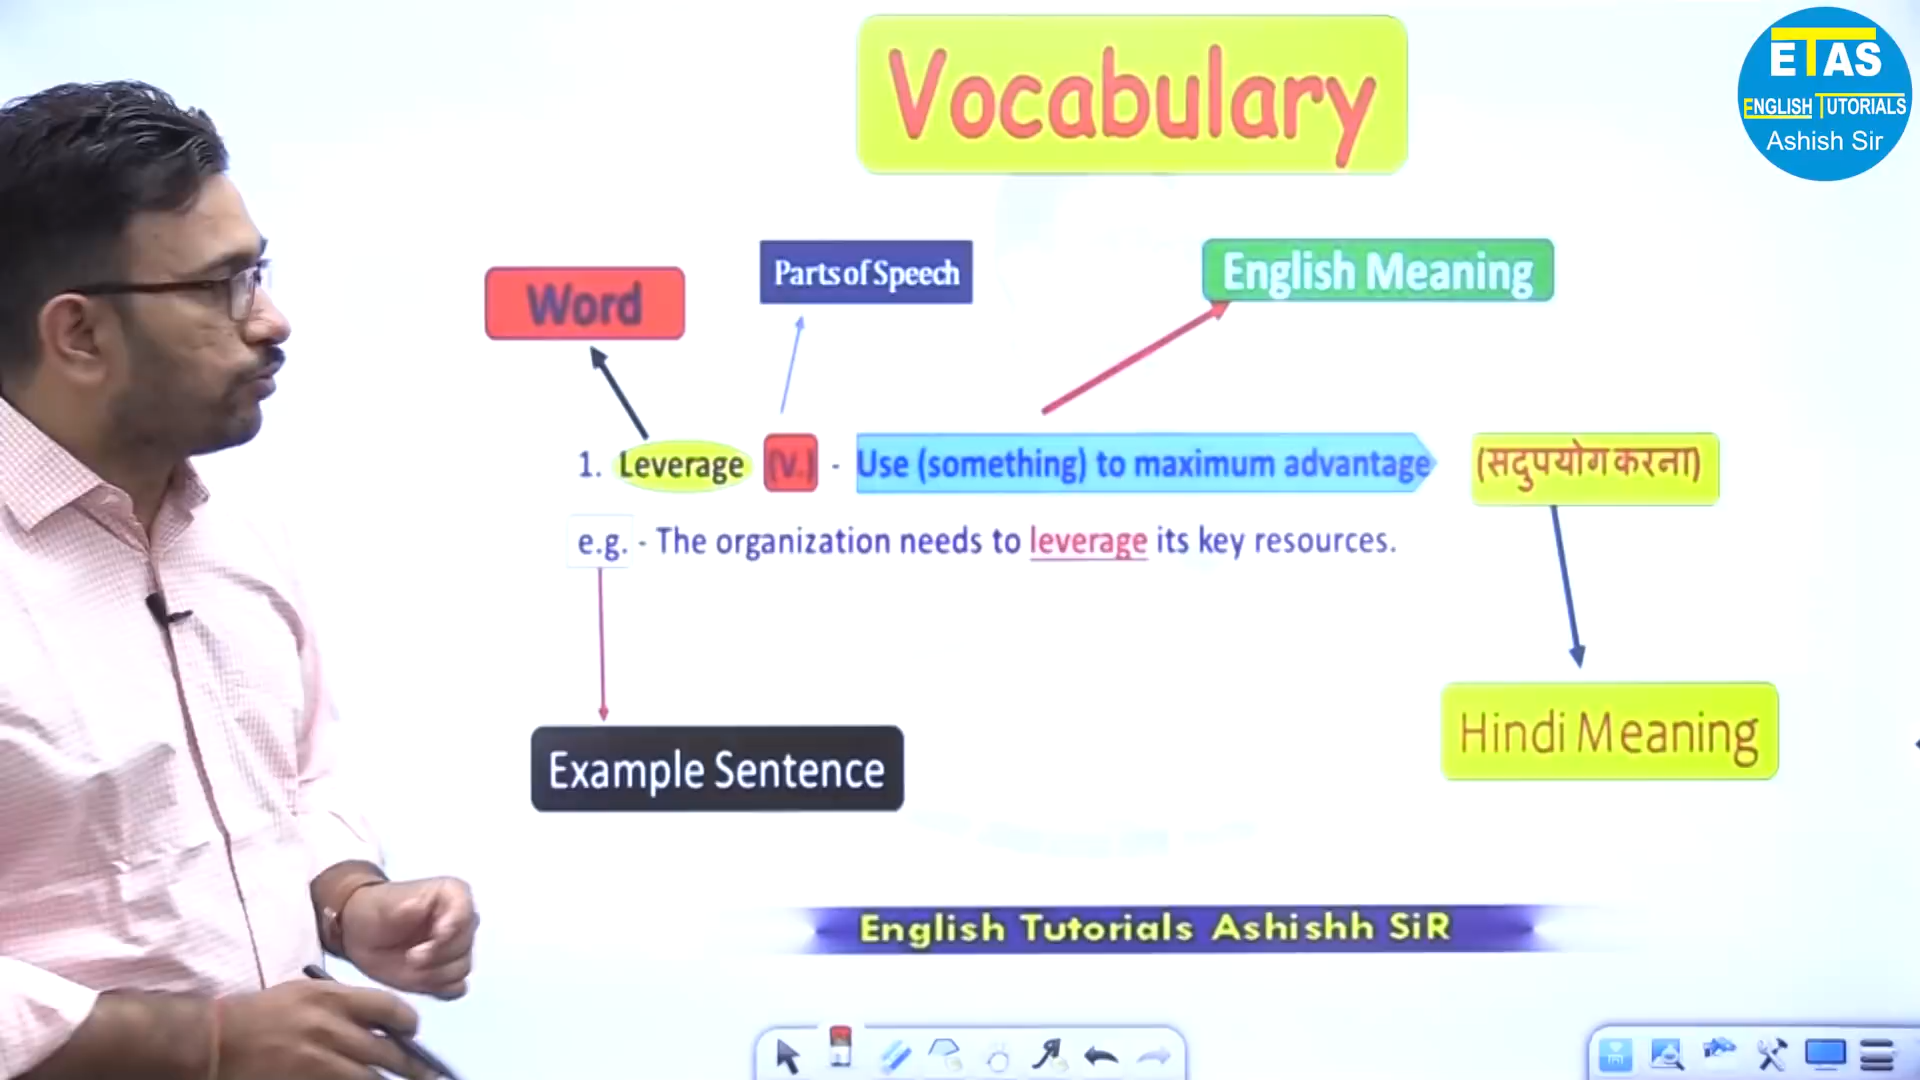 Vocabulary
ETAS
ENGLISH TUTORIALS
Ashish Sir
Word
Parts of Speech
English Meaning
1. Leverage (v.) - Use (something) to maximum advantage (सदुपयोग करना)
e.g. - The organization needs to leverage its key resources.
Example Sentence
Hindi Meaning
English Tutorials Ashishh SiR